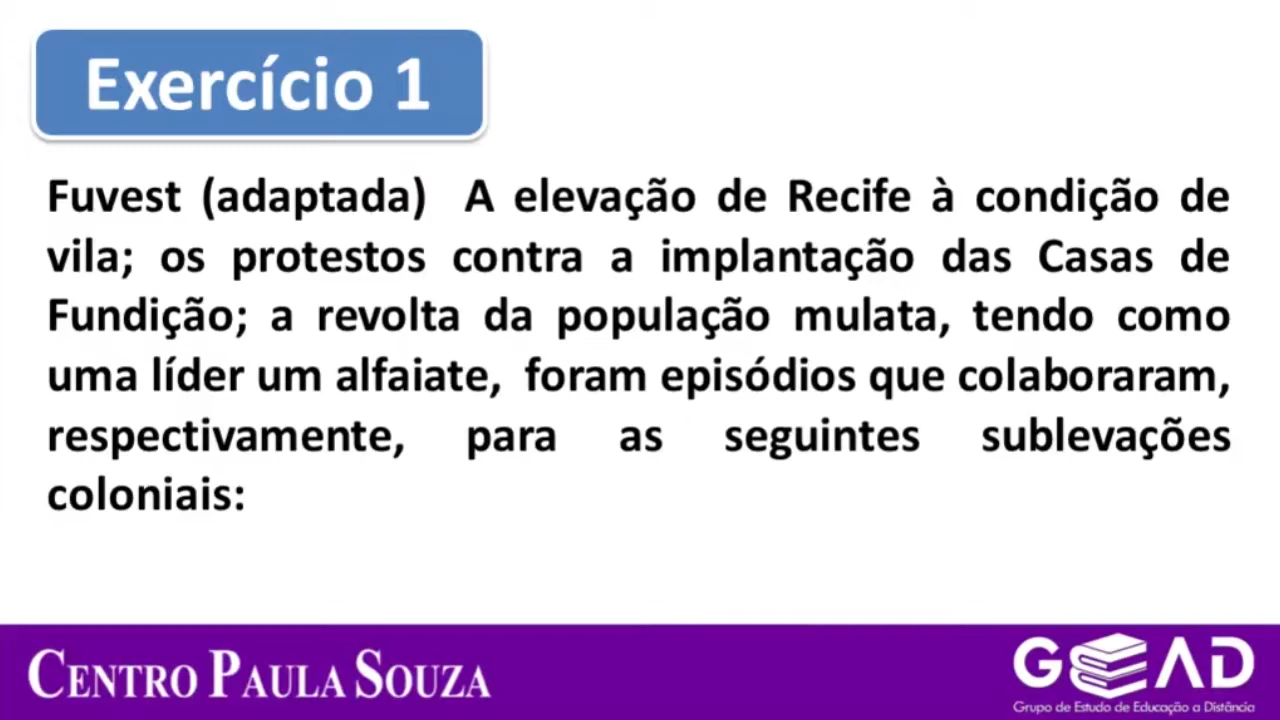 Exercício 1
Fuvest (adaptada) A elevação de Recife à condição de
vila; os protestos contra a implantação das Casas de
Fundição; a revolta da população mulata, tendo como
uma líder um alfaiate, foram episódios que colaboraram,
respectivamente, para as seguintes sublevações
coloniais:
CENTRO PAULA SOUZA
GEAD
Grupo de Estudo de Educação a Distância